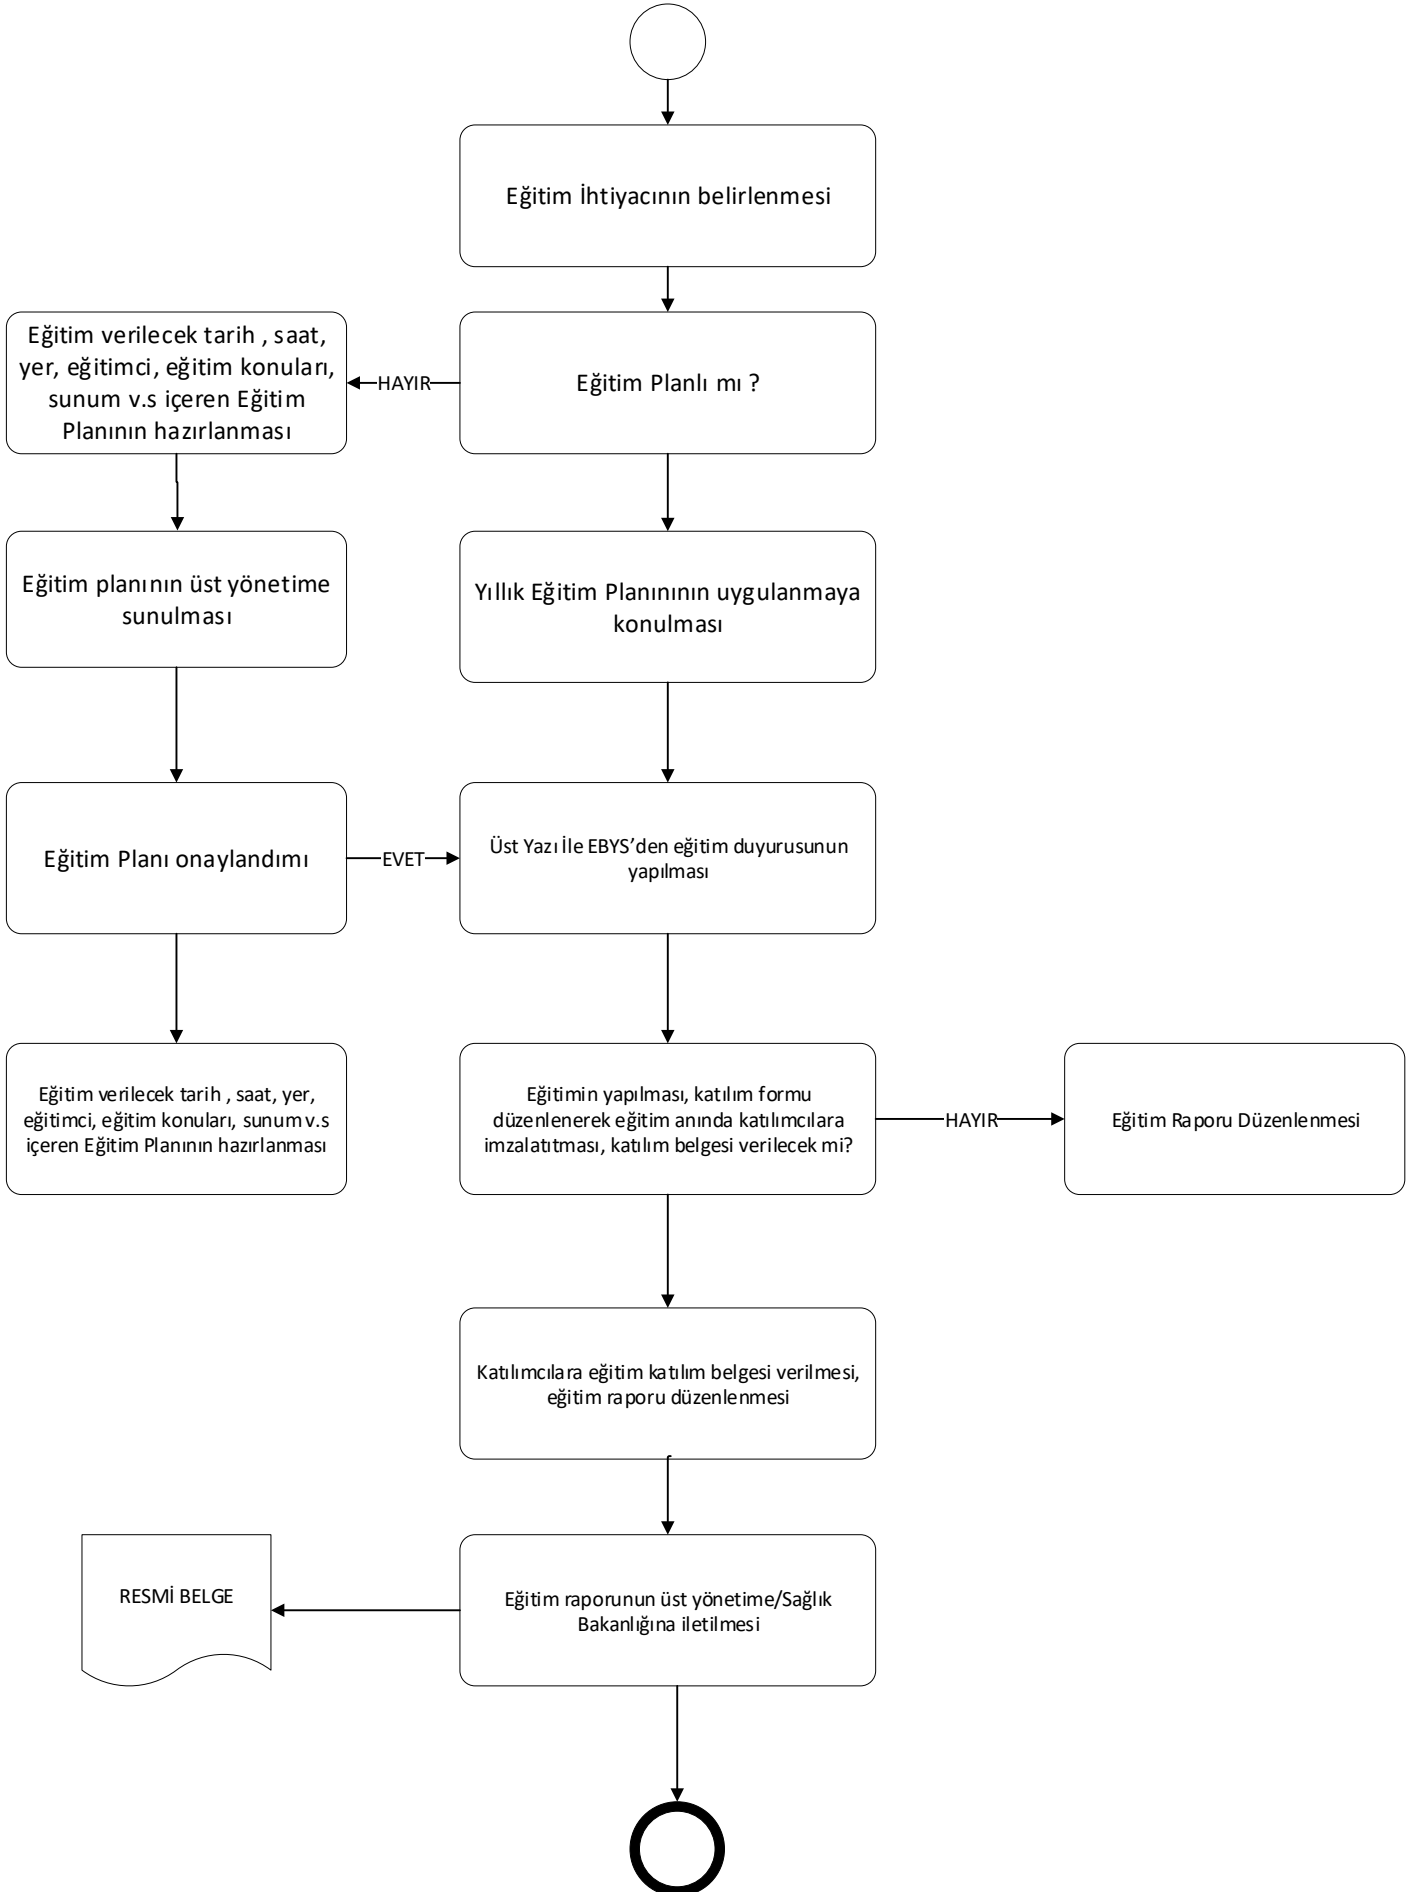 Eğitim İhtiyacının belirlenmesi
Eğitim verilecek tarih , saat,
yer, eğitimci, eğitim konuları,
sunum v.s içeren Eğitim
Planının hazırlanması
HAYIR
Eğitim Planlı mı ?
Eğitim planının üst yönetime
sunulması
Yıllık Eğitim Planınının uygulanmaya
konulması
Eğitim Planı onaylandımı
EVET
Üst Yazı İle EBYS’den eğitim duyurusunun
yapılması
Eğitim verilecek tarih , saat, yer,
eğitimci, eğitim konuları, sunum v.s
içeren Eğitim Planının hazırlanması
Eğitimin yapılması, katılım formu
düzenlenerek eğitim anında katılımcılara
imzalatıtması, katılım belgesi verilecek mi?
HAYIR
Eğitim Raporu Düzenlenmesi
Katılımcılara eğitim katılım belgesi verilmesi,
eğitim raporu düzenlenmesi
RESMİ BELGE
Eğitim raporunun üst yönetime/Sağlık
Bakanlığına iletilmesi